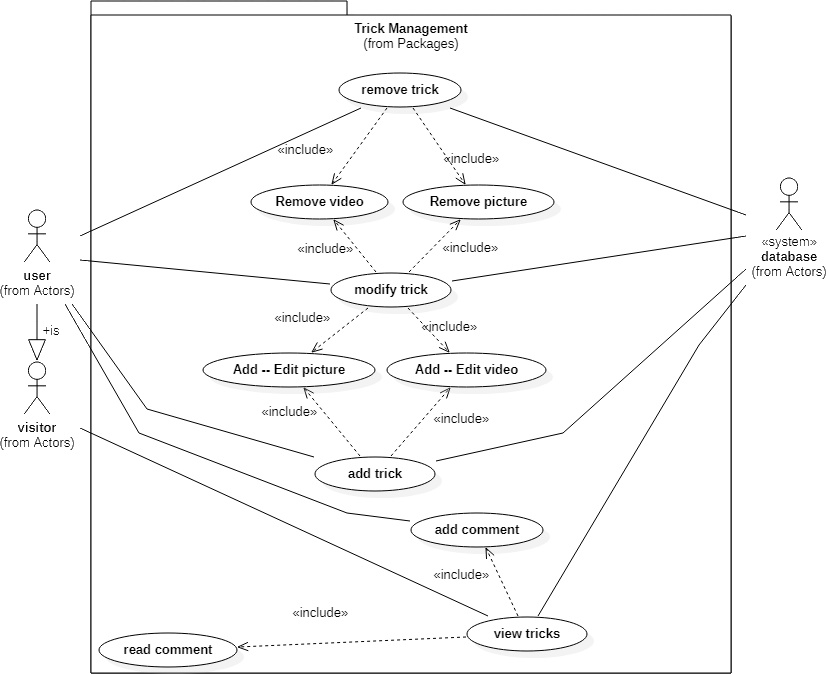 Trick Management
(from Packages)
remove trick
«include»
«include»
Remove video
Remove picture
«include»
«include»
«system»
database
(from Actors)
user
(from Actors)
modify trick
«include»
«include»
+is
Add -- Edit picture
Add -- Edit video
«include»
«include»
visitor
(from Actors)
add trick
add comment
«include»
«include»
view tricks
read comment